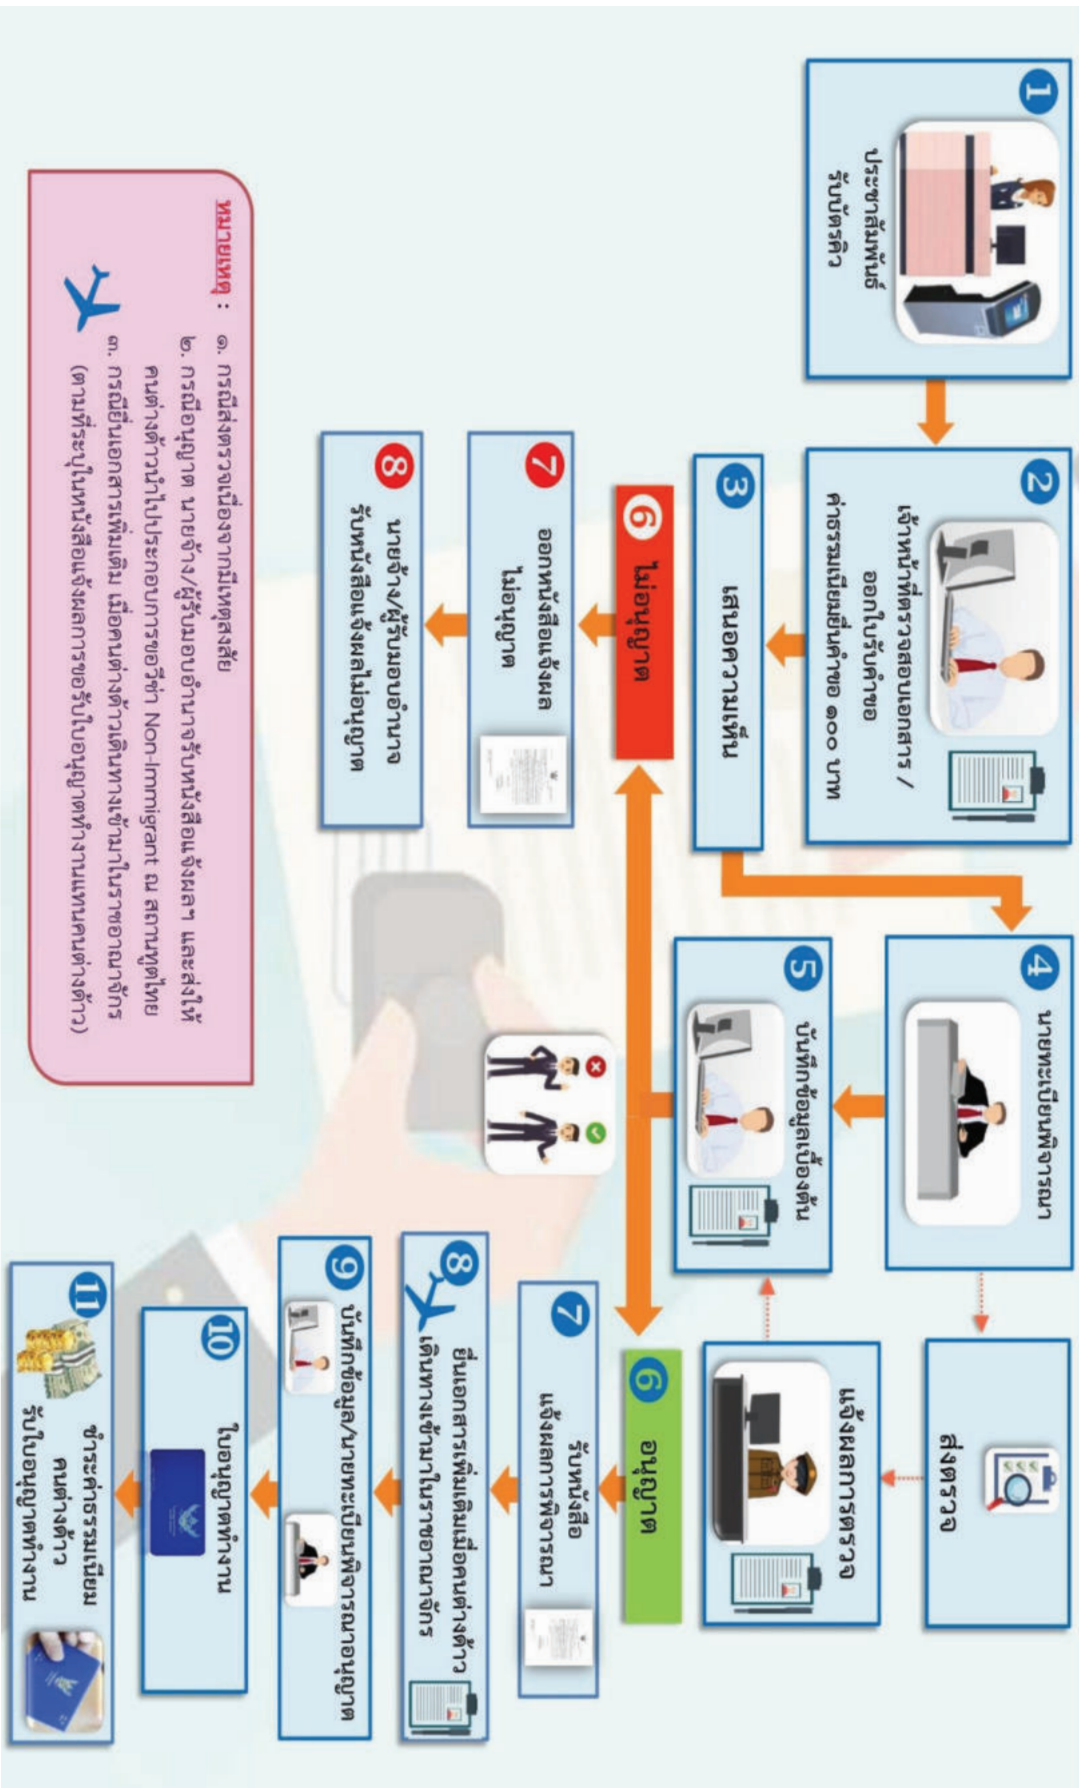 1
ประชาสัมพันธ์
รับบัตรคิว
2
เจ้าหน้าที่ตรวจสอบเอกสาร /
ออกใบรับคำขอ
ค่าธรรมเนียมยื่นคำขอ ๑๐๐ บาท
3
เสนอความเห็น
4
นายทะเบียนพิจารณา
ส่งตรวจ
แจ้งผลการตรวจ
5
บันทึกข้อมูลเบื้องต้น
6 ไม่อนุญาต
7
ออกหนังสือแจ้งผล
ไม่อนุญาต
8
นายจ้าง/ผู้รับมอบอำนาจ
รับหนังสือแจ้งผลไม่อนุญาต
6 อนุญาต
7
รับหนังสือ
แจ้งผลการพิจารณา
8
ยื่นเอกสารเพิ่มเติมเมื่อคนต่างด้าว
เดินทางเข้ามาในราชอาณาจักร
9
บันทึกข้อมูล/นายทะเบียนพิจารณาอนุญาต
10
ใบอนุญาตทำงาน
11
ชำระค่าธรรมเนียม
คนต่างด้าว
รับใบอนุญาตทำงาน
หมายเหตุ : ๑. กรณีส่งตรวจเนื่องจากมีเหตุสงสัย
๒. กรณีอนุญาต นายจ้าง/ผู้รับมอบอำนาจรับหนังสือแจ้งผลฯ และส่งให้
คนต่างด้าวนำไปประกอบการขอวีซ่า Non-Immigrant ณ สถานทูตไทย
๓. กรณียื่นเอกสารเพิ่มเติม เมื่อคนต่างด้าวเดินทางเข้ามาในราชอาณาจักร
(ตามที่ระบุในหนังสือแจ้งผลการขอรับใบอนุญาตทำงานแทนคนต่างด้าว)